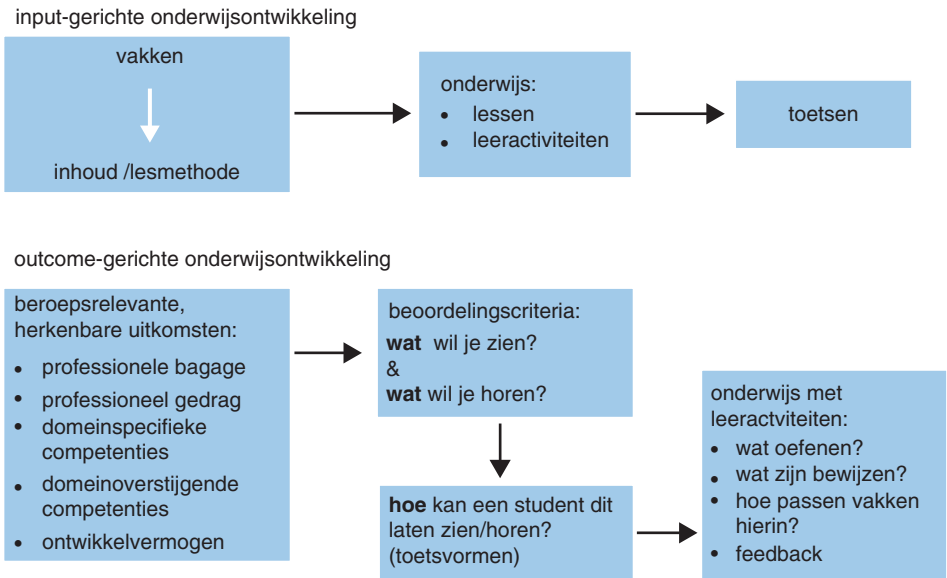 input-gerichte onderwijsontwikkeling
vakken
inhoud /lesmethode
onderwijs:
• lessen
• leeractiviteiten
toetsen
outcome-gerichte onderwijsontwikkeling
beroepsrelevante,
herkenbare uitkomsten:
• professionele bagage
• professioneel gedrag
• domeinspecifieke
competenties
• domeinoverstijgende
competenties
• ontwikkelvermogen
beoordelingscriteria:
wat wil je zien?
&
wat wil je horen?
hoe kan een student dit
laten zien/horen?
(toetsvormen)
onderwijs met
leeractviteiten:
• wat oefenen?
• wat zijn bewijzen?
• hoe passen vakken
hierin?
• feedback